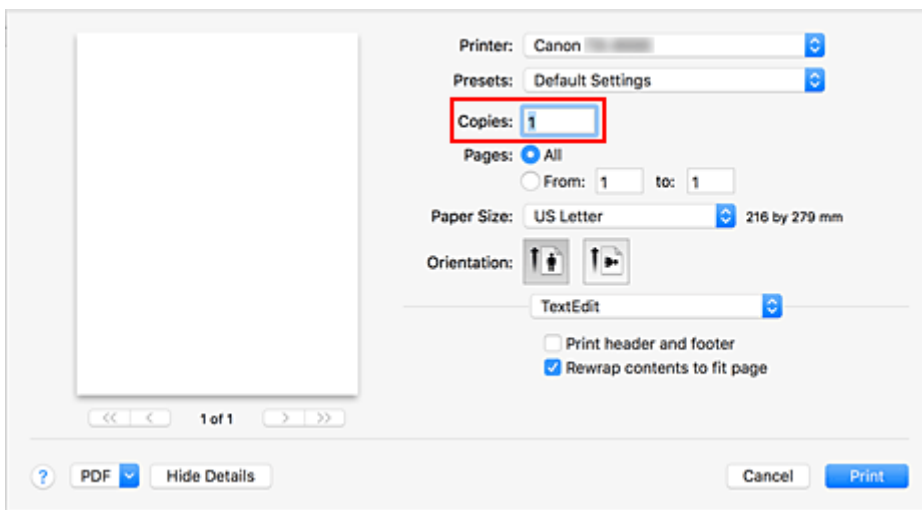 Printer: Canon
Presets: Default Settings
Copies: 1
Pages: All
From: 1 to: 1
Paper Size: US Letter 216 by 279 mm
Orientation:
TextEdit
Print header and footer
Rewrap contents to fit page
<< < 1 of 1 > >>
? PDF Hide Details Cancel Print